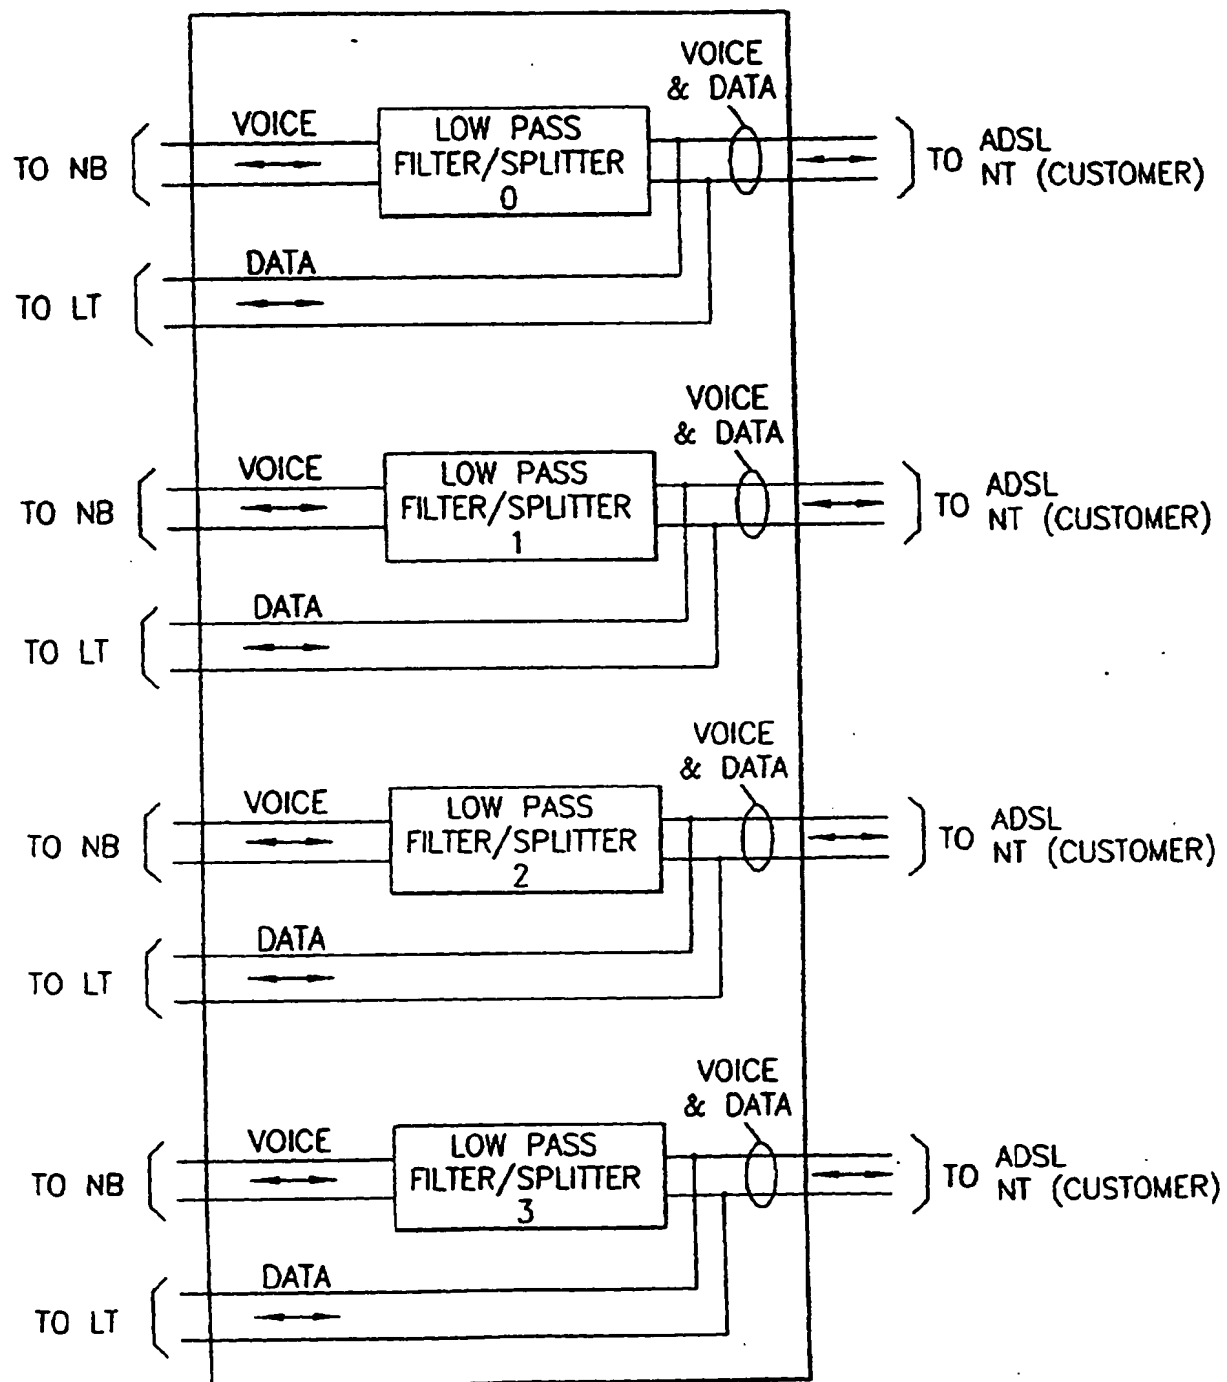 VOICE
& DATA
VOICE
LOW PASS
FILTER/SPLITTER
0
TO NB
TO ADSL
NT (CUSTOMER)
DATA
TO LT
VOICE
& DATA
VOICE
LOW PASS
FILTER/SPLITTER
1
TO NB
TO ADSL
NT (CUSTOMER)
DATA
TO LT
VOICE
& DATA
VOICE
LOW PASS
FILTER/SPLITTER
2
TO NB
TO ADSL
NT (CUSTOMER)
DATA
TO LT
VOICE
& DATA
VOICE
LOW PASS
FILTER/SPLITTER
3
TO NB
TO ADSL
NT (CUSTOMER)
DATA
TO LT